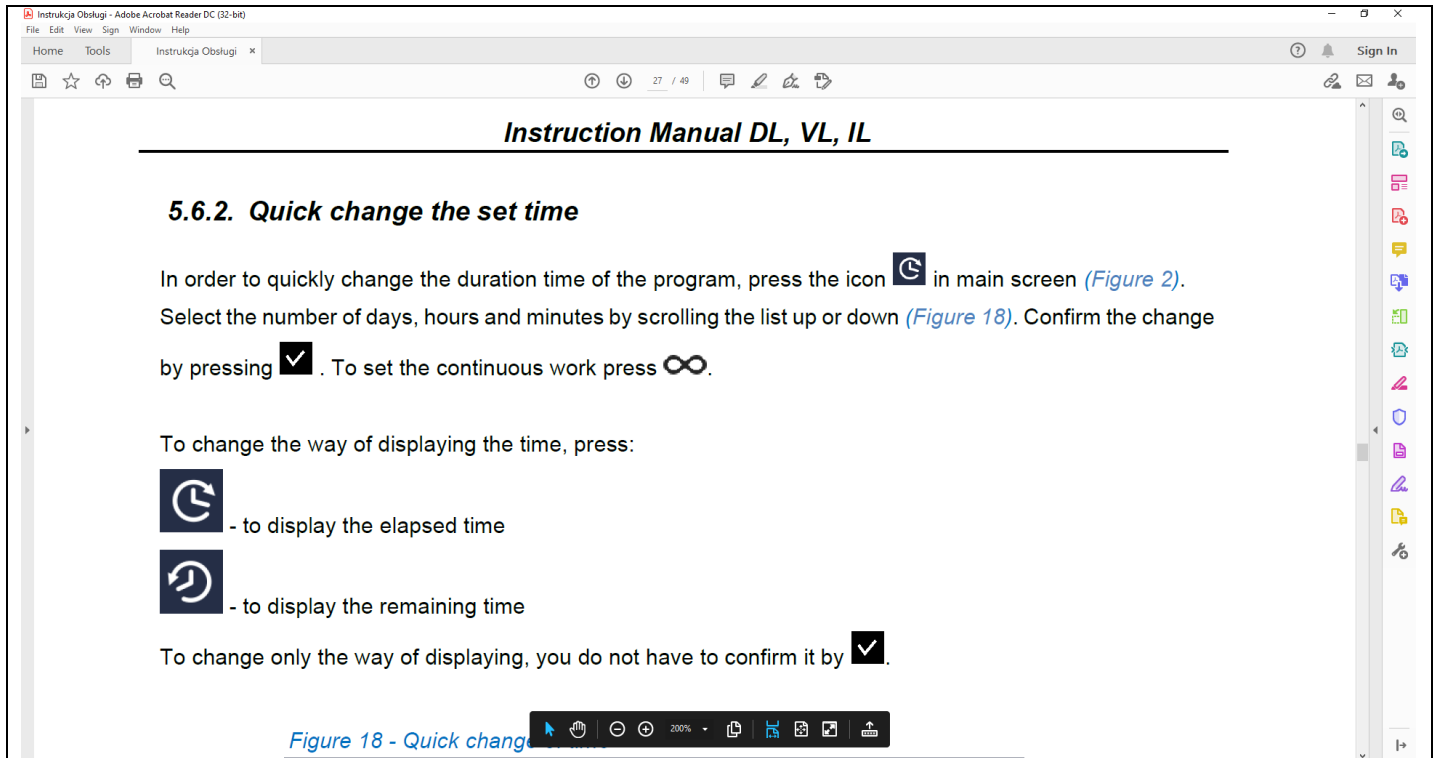 Instrukcja Obsługi - Adobe Acrobat Reader DC (32-bit)
File Edit View Sign Window Help
Home Tools Instrukcja Obsługi × Sign In
27 / 49
Instruction Manual DL, VL, IL
5.6.2. Quick change the set time
In order to quickly change the duration time of the program, press the icon in main screen (Figure 2).
Select the number of days, hours and minutes by scrolling the list up or down (Figure 18). Confirm the change
by pressing . To set the continuous work press ∞.
To change the way of displaying the time, press:
- to display the elapsed time
- to display the remaining time
To change only the way of displaying, you do not have to confirm it by .
200%
Figure 18 - Quick change